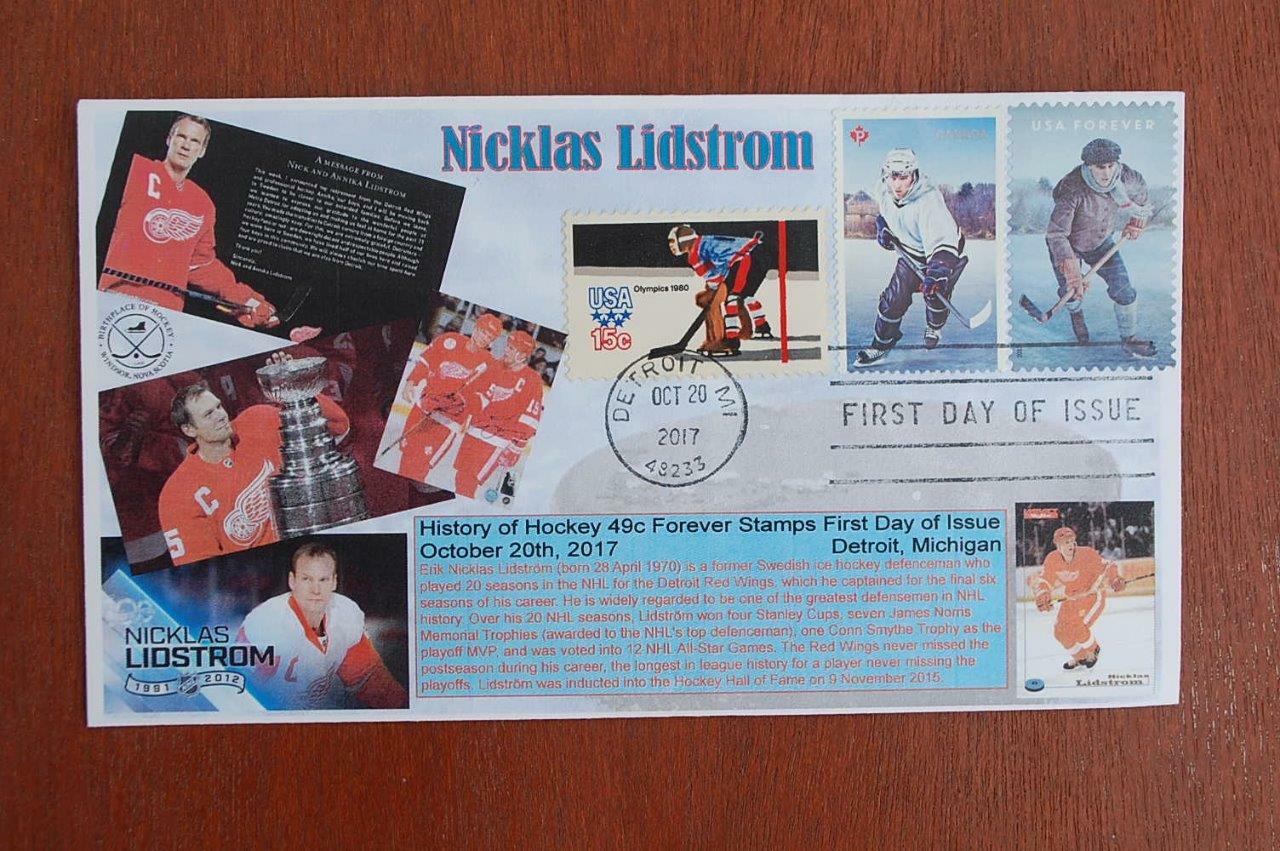 Nicklas Lidstrom
A MESSAGE FROM
NICK AND ANNIKA LIDSTROM
Thank you!
Sincerely,
Nick and Annika Lidstrom
C
BIRTHPLACE OF HOCKEY
WINDSOR, NOVA SCOTIA
C
5
C
19
USA
15c
Olympics 1980
P
CANADA
USA FOREVER
DETROIT MI
OCT 20
2017
48233
FIRST DAY OF ISSUE
History of Hockey 49c Forever Stamps First Day of Issue
October 20th, 2017 Detroit, Michigan
Erik Nicklas Lidström (born 28 April 1970) is a former Swedish ice hockey defenceman who
played 20 seasons in the NHL for the Detroit Red Wings, which he captained for the final six
seasons of his career. He is widely regarded to be one of the greatest defensemen in NHL
history. Over his 20 NHL seasons, Lidström won four Stanley Cups, seven James Norris
Memorial Trophies (awarded to the NHL's top defenceman), one Conn Smythe Trophy as the
playoff MVP, and was voted into 12 NHL All-Star Games. The Red Wings never missed the
postseason during his career, the longest in league history for a player never missing the
playoffs. Lidström was inducted into the Hockey Hall of Fame on 9 November 2015.
NICKLAS
LIDSTROM
1991 2012
Nicklas
Lidstrom